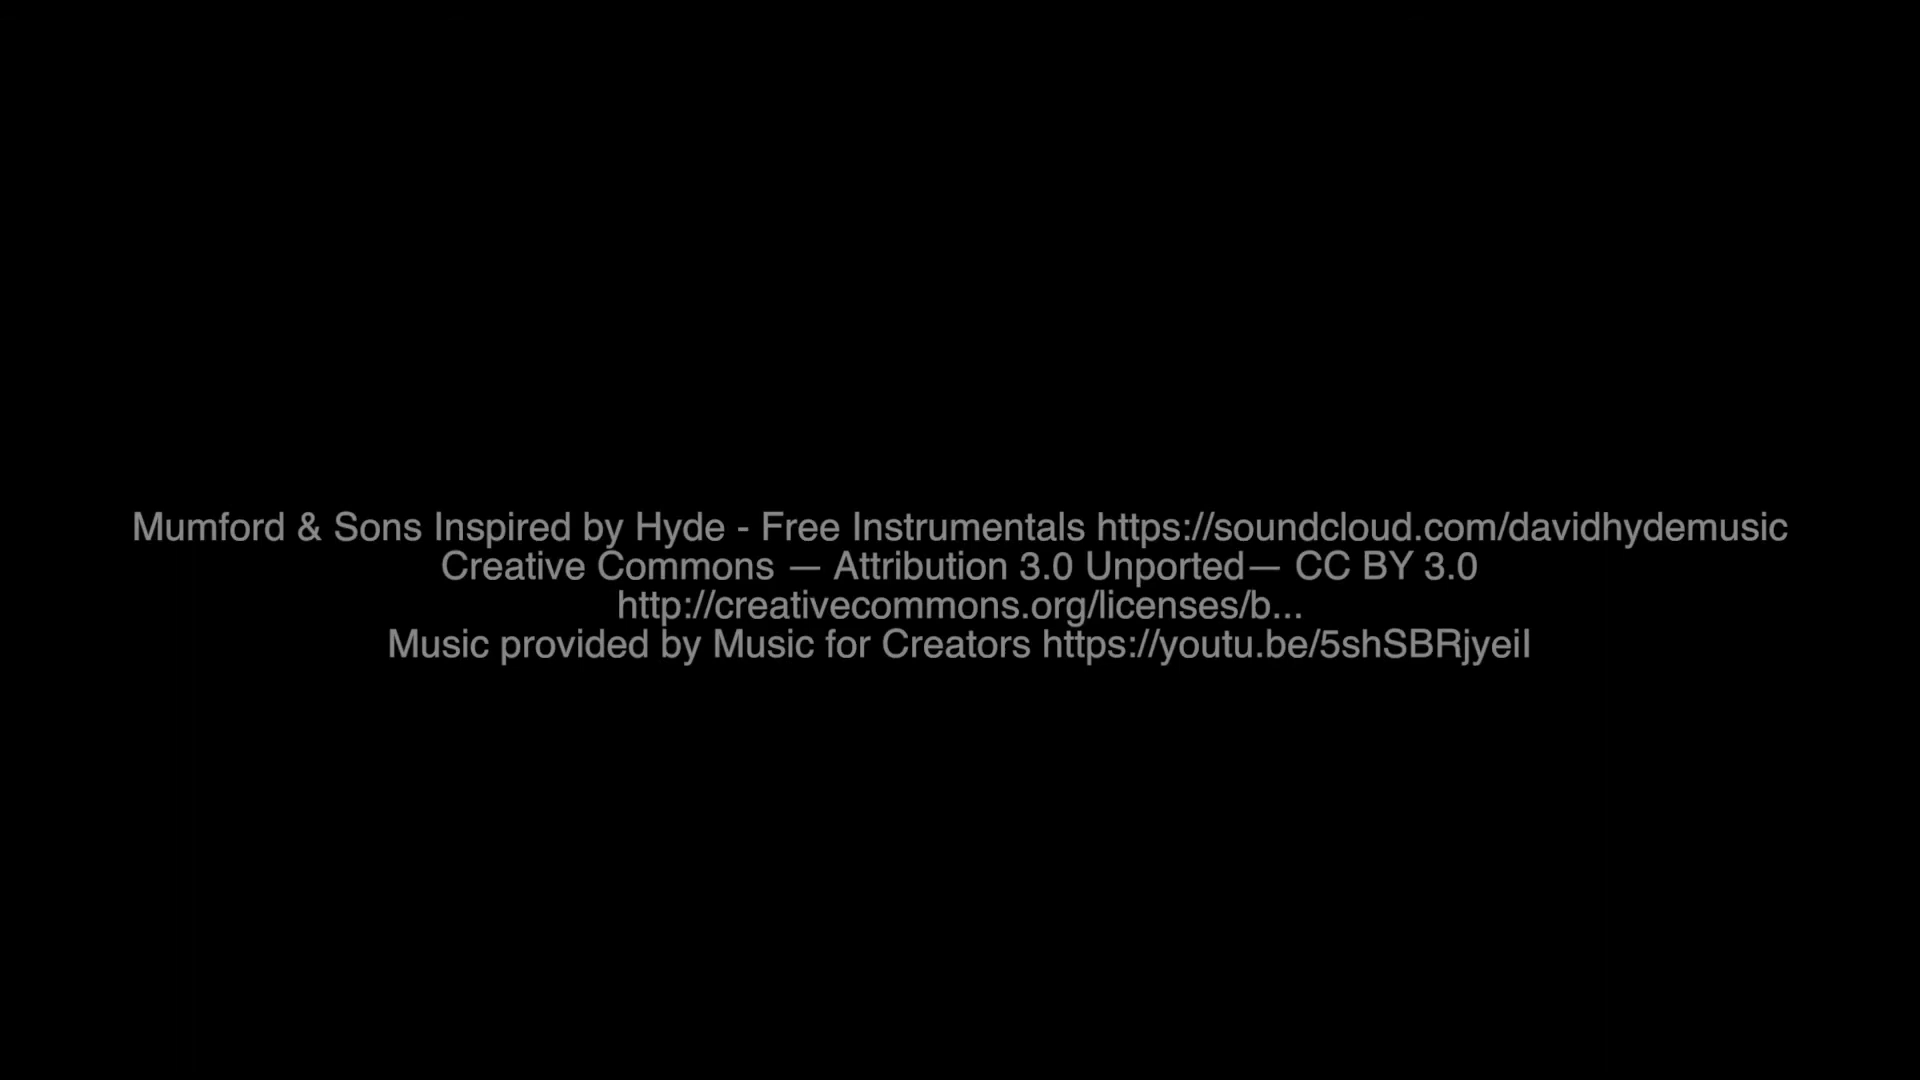 Mumford & Sons Inspired by Hyde - Free Instrumentals https://soundcloud.com/davidhydemusic
Creative Commons — Attribution 3.0 Unported— CC BY 3.0
http://creativecommons.org/licenses/b...
Music provided by Music for Creators https://youtu.be/5shSBRjyeiI